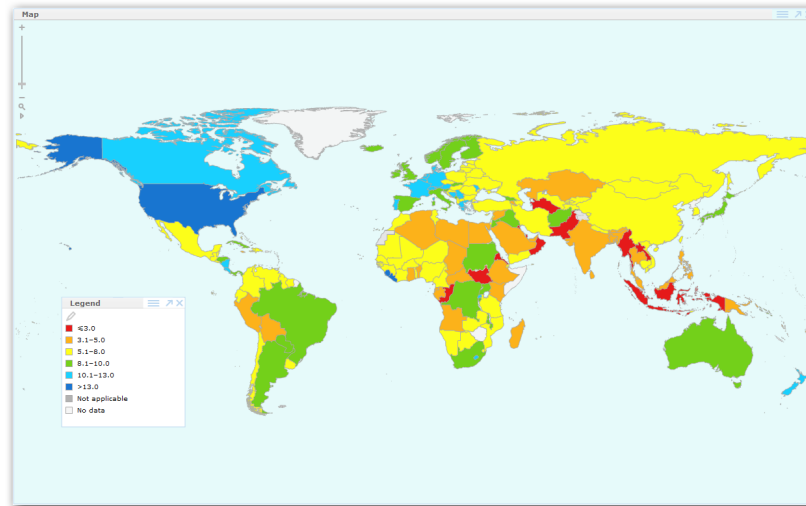 Map
Legend
≤3.0
3.1–5.0
5.1–8.0
8.1–10.0
10.1–13.0
>13.0
Not applicable
No data